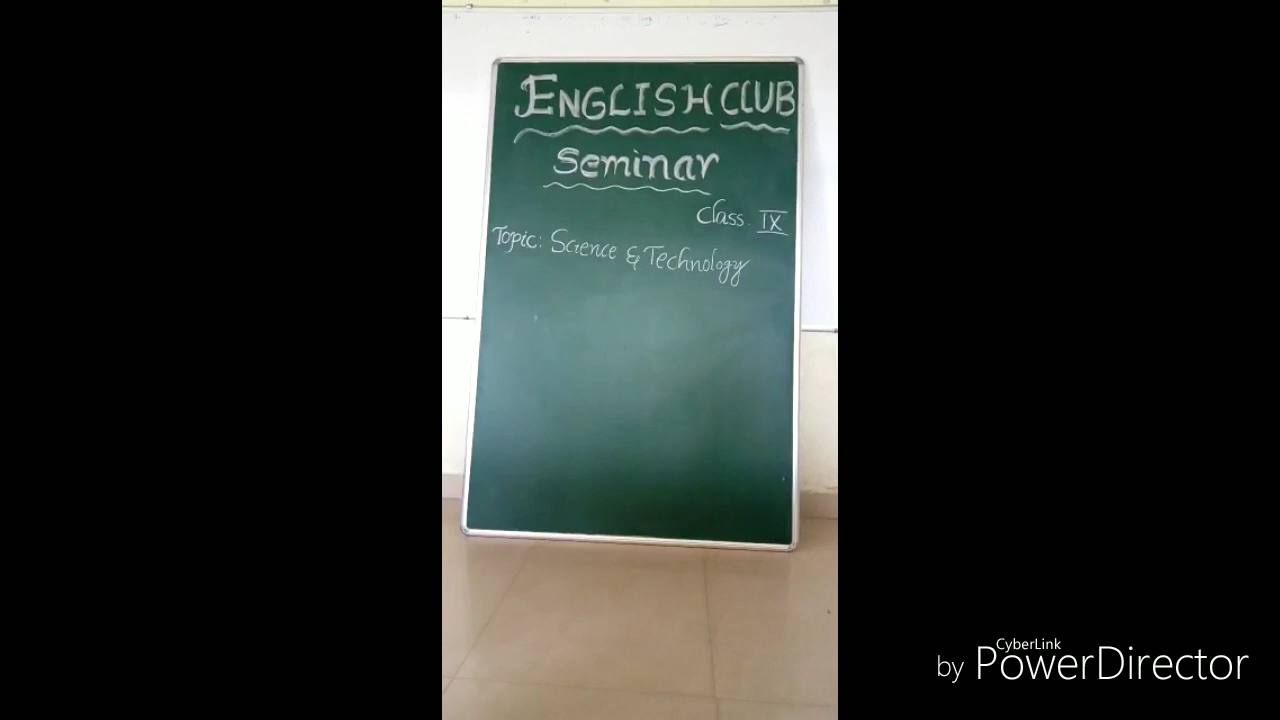 ENGLISH CLUB
Seminar
Class IX
Topic: Science & Technology
CyberLink
by PowerDirector